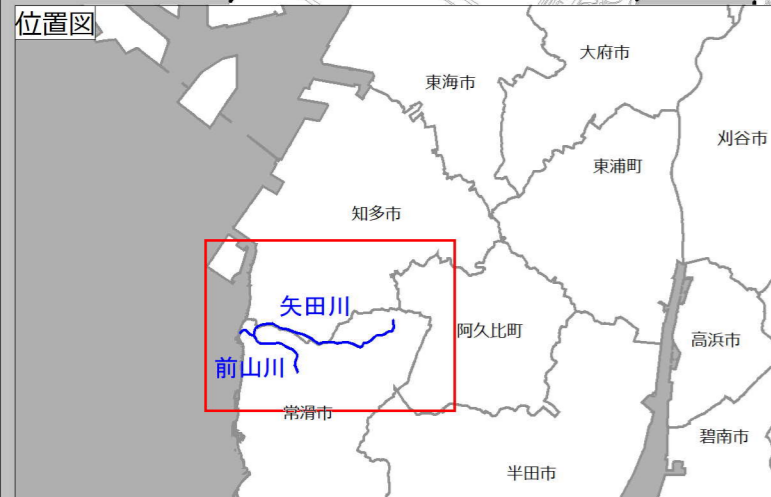 位置図
大府市
東海市
刈谷市
東浦町
知多市
矢田川
阿久比町
高浜市
前山川
常滑市
碧南市
半田市